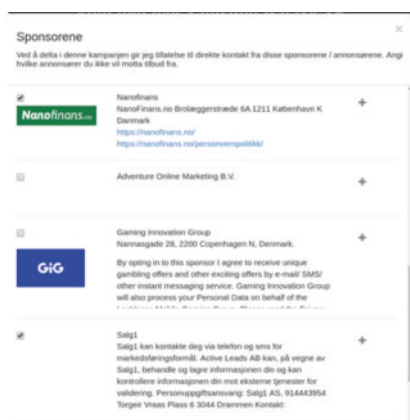 Sponsorene
×
Ved å delta i denne kampanjen gir jeg tillatelse til direkte kontakt fra disse sponsorene / annonsørene. Angi
hvilke annonsører du ikke vil motta tilbud fra.
Nanofinans
Nanofinans.no
NanoFinans.no Brolæggerstræde 6A 1211 København K
Danmark
https://nanofinans.no/
https://nanofinans.no/personvernpolitikk/
+
Adventure Online Marketing B.V.
+
Gaming Innovation Group
Nannasgade 28, 2200 Copenhagen N, Denmark.
+
GiG
By opting in to this sponsor I agree to receive unique
gambling offers and other exciting offers by e-mail/ SMS/
other instant messaging service. Gaming Innovation Group
will also process your Personal Data on behalf of the
Salg1
Salg1 kan kontakte deg via telefon og sms for
markedsføringsformål. Active Leads AB kan, på vegne av
Salg1, behandle og lagre informasjonen din og kan
kontrollere informasjonen din mot eksterne tjenester for
validering. Personuppgiftsansvarig: Salg1 AS, 914443954
Torgeir Vraas Plass 6 3044 Drammen Kontakt:
+